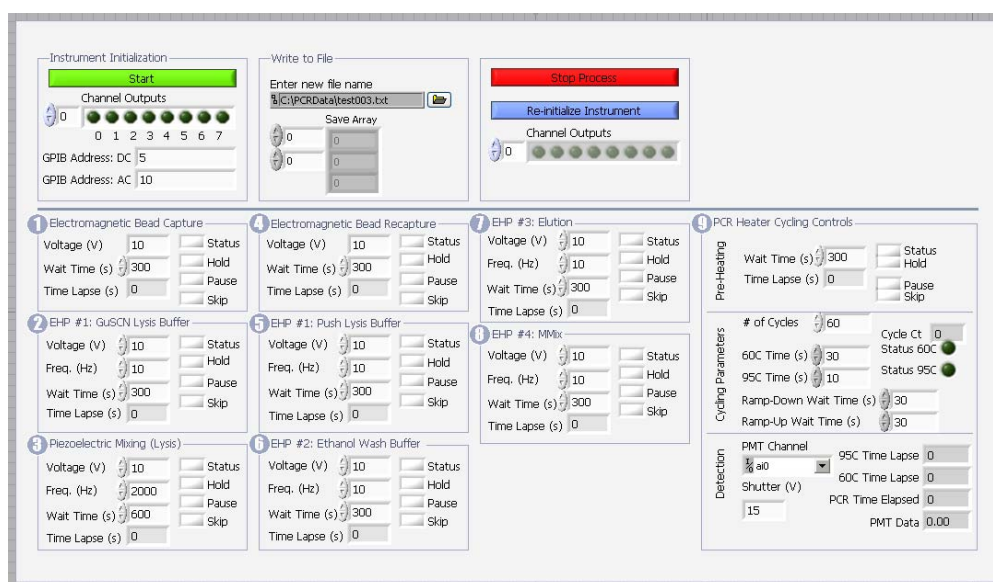 Instrument Initialization
Start
Channel Outputs
0
0 1 2 3 4 5 6 7
GPIB Address: DC 5
GPIB Address: AC 10
Write to File
Enter new file name
C:\PCRData\test003.txt
Save Array
0 0
0 0
0
Stop Process
Re-initialize Instrument
Channel Outputs
0
1 Electromagnetic Bead Capture
Voltage (V) 10 Status
Hold
Wait Time (s) 300
Pause
Time Lapse (s) 0
Skip
2 EHP #1: GuSCN Lysis Buffer
Voltage (V) 10 Status
Freq. (Hz) 10 Hold
Pause
Wait Time (s) 300
Skip
Time Lapse (s) 0
3 Piezoelectric Mixing (Lysis)
Voltage (V) 10 Status
Freq. (Hz) 2000 Hold
Pause
Wait Time (s) 600
Skip
Time Lapse (s) 0
4 Electromagnetic Bead Recapture
Voltage (V) 10 Status
Hold
Wait Time (s) 300
Pause
Time Lapse (s) 0
Skip
5 EHP #1: Push Lysis Buffer
Voltage (V) 10 Status
Freq. (Hz) 10 Hold
Pause
Wait Time (s) 300
Skip
Time Lapse (s) 0
6 EHP #2: Ethanol Wash Buffer
Voltage (V) 10 Status
Freq. (Hz) 10 Hold
Pause
Wait Time (s) 300
Skip
Time Lapse (s) 0
7 EHP #3: Elution
Voltage (V) 10 Status
Freq. (Hz) 10 Hold
Pause
Wait Time (s) 300
Skip
Time Lapse (s) 0
8 EHP #4: MMix
Voltage (V) 10 Status
Freq. (Hz) 10 Hold
Pause
Wait Time (s) 300
Skip
Time Lapse (s) 0
9 PCR Heater Cycling Controls
Pre-Heating
Wait Time (s) 300 Status
Hold
Time Lapse (s) 0 Pause
Skip
Cycling Parameters
# of Cycles 60
Cycle Ct 0
Status 60C
60C Time (s) 30
Status 95C
95C Time (s) 10
Ramp-Down Wait Time (s) 30
Ramp-Up Wait Time (s) 30
Detection
PMT Channel
ai0
Shutter (V)
15
95C Time Lapse 0
60C Time Lapse 0
PCR Time Elapsed 0
PMT Data 0.00